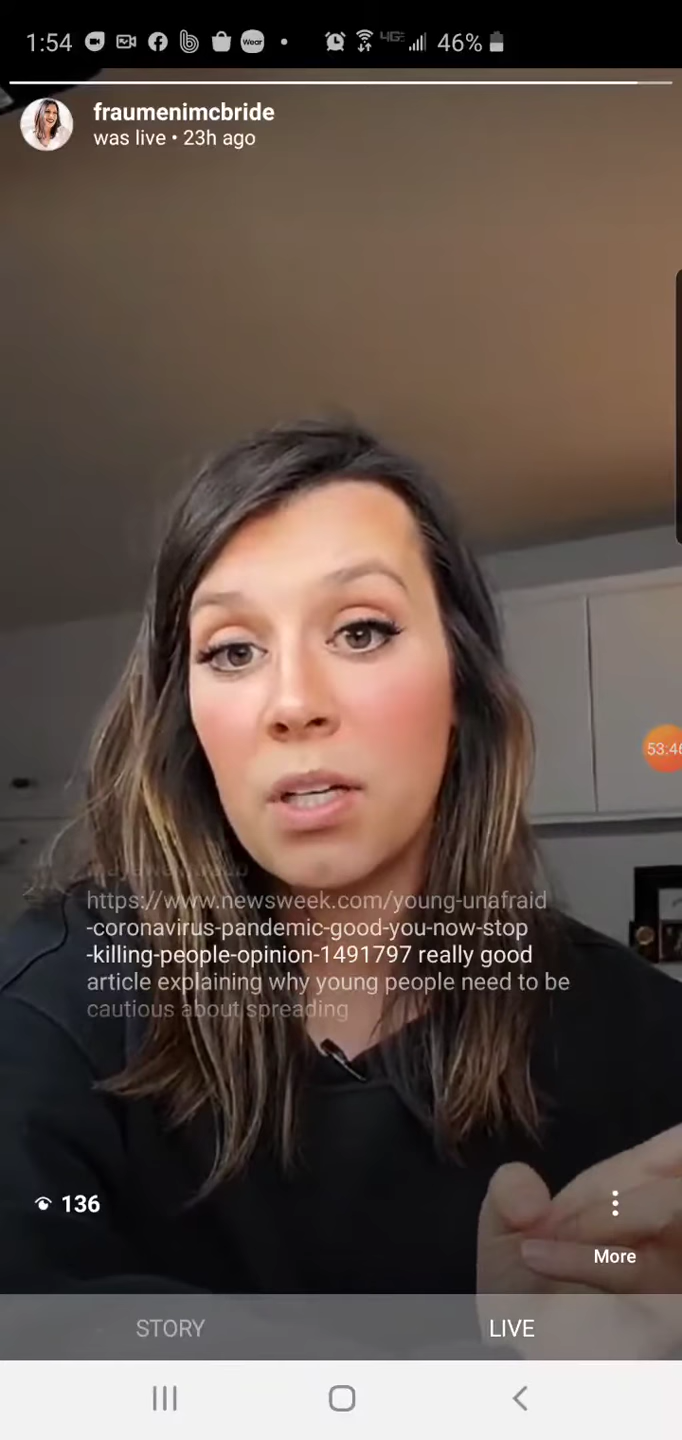 1:54
Wear
4GE
46%
fraumenimcbride
was live • 23h ago
53:46
https://www.newsweek.com/young-unafraid
-coronavirus-pandemic-good-you-now-stop
-killing-people-opinion-1491797 really good
article explaining why young people need to be
cautious about spreading
136
More
STORY
LIVE